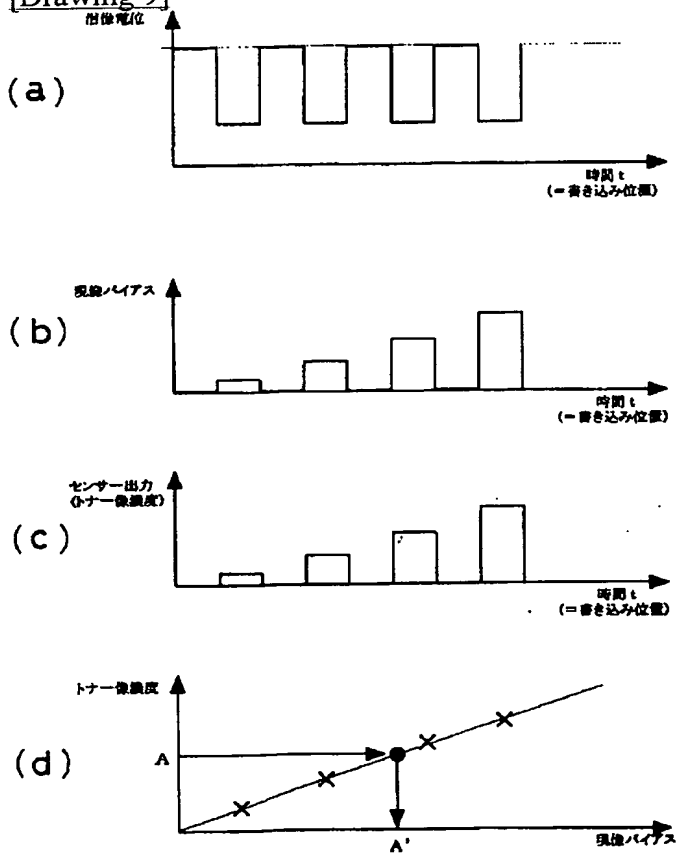 [Drawing 9]
潜像電位
(a)
時間 t
(=書き込み位置)
現像バイアス
(b)
時間 t
(=書き込み位置)
センサー出力
(トナー像濃度)
(c)
時間 t
(=書き込み位置)
トナー像濃度
A
(d)
A'
現像バイアス